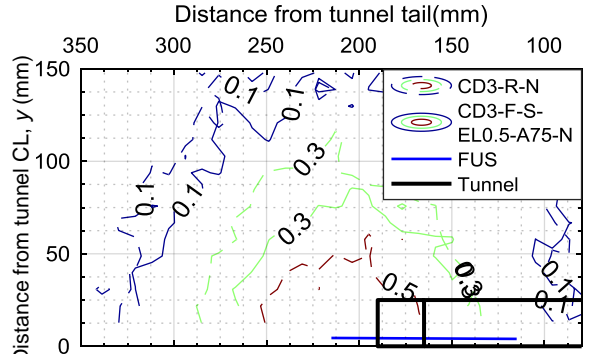 Distance from tunnel tail(mm)
350 300 250 200 150 100
Distance from tunnel CL, y (mm)
150
100
50
0
CD3-R-N
CD3-F-S-
EL0.5-A75-N
FUS
Tunnel
0.1
0.1
0.3
0.1
0.1
0.3
0.5
0.3
0.1
0.1